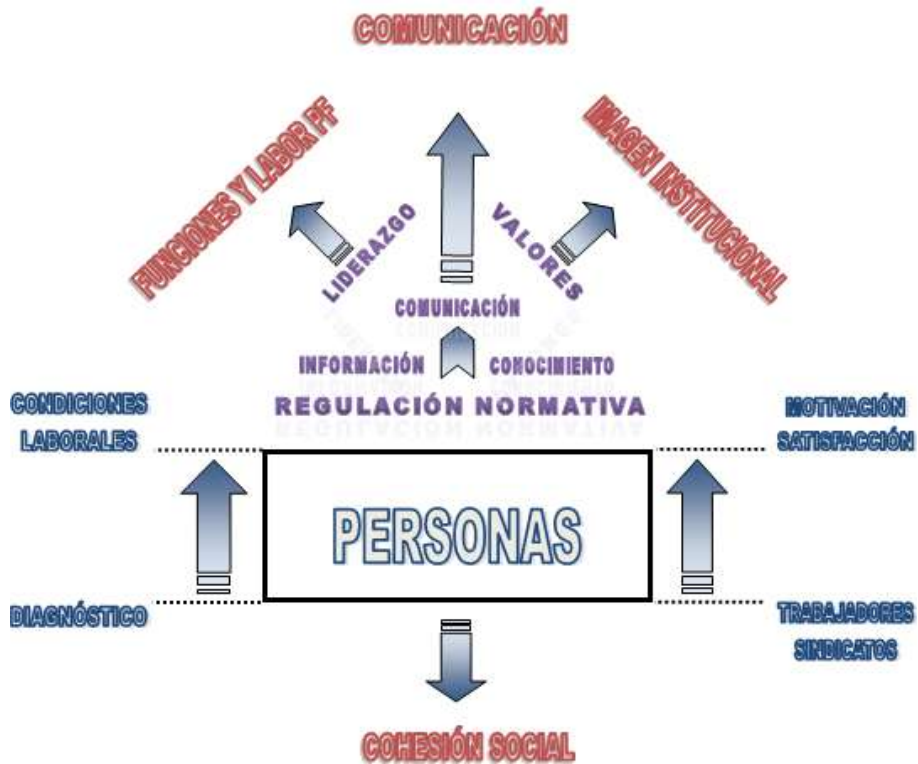 COMUNICACIÓN
FUNCIONES Y LABOR PF
IMAGEN INSTITUCIONAL
LIDERAZGO
VALORES
COMUNICACIÓN
INFORMACIÓN
CONOCIMIENTO
REGULACIÓN NORMATIVA
CONDICIONES
LABORALES
MOTIVACIÓN
SATISFACCIÓN
PERSONAS
DIAGNÓSTICO
TRABAJADORES
SINDICATOS
COHESIÓN SOCIAL